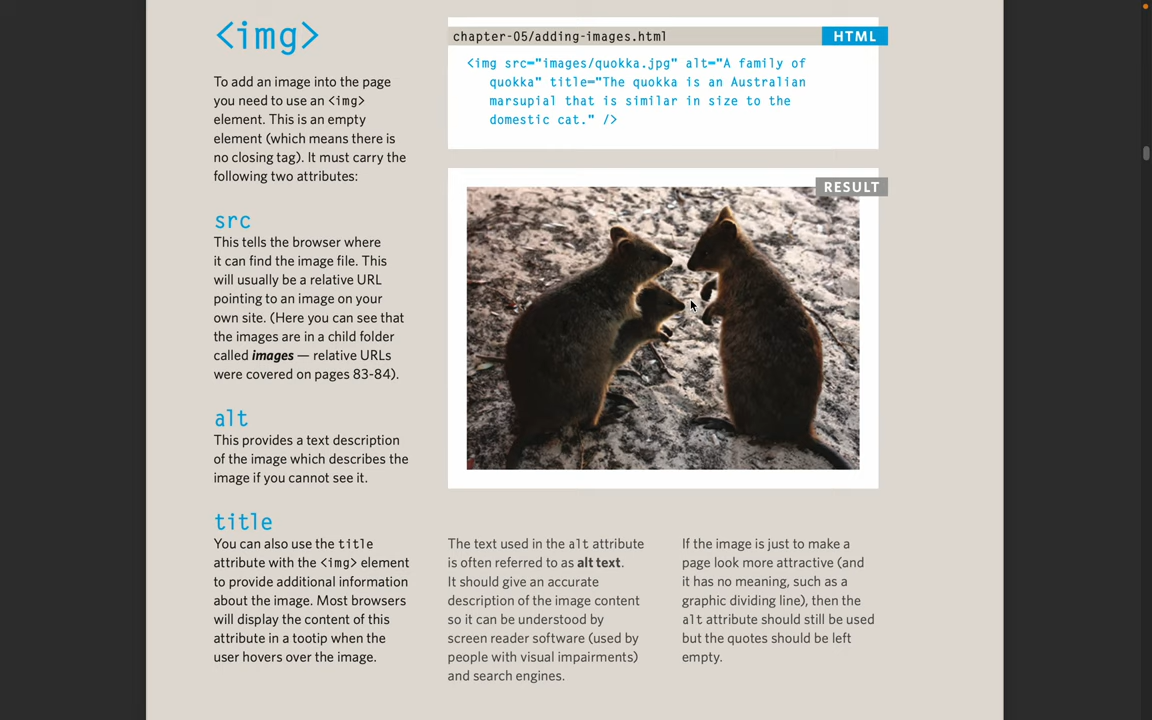 <img>
To add an image into the page
you need to use an <img>
element. This is an empty
element (which means there is
no closing tag). It must carry the
following two attributes:
src
This tells the browser where
it can find the image file. This
will usually be a relative URL
pointing to an image on your
own site. (Here you can see that
the images are in a child folder
called images — relative URLs
were covered on pages 83-84).
alt
This provides a text description
of the image which describes the
image if you cannot see it.
title
You can also use the title
attribute with the <img> element
to provide additional information
about the image. Most browsers
will display the content of this
attribute in a tootip when the
user hovers over the image.
chapter-05/adding-images.html
HTML
<img src="images/quokka.jpg" alt="A family of
quokka" title="The quokka is an Australian
marsupial that is similar in size to the
domestic cat." />
RESULT
The text used in the alt attribute
is often referred to as alt text.
It should give an accurate
description of the image content
so it can be understood by
screen reader software (used by
people with visual impairments)
and search engines.
If the image is just to make a
page look more attractive (and
it has no meaning, such as a
graphic dividing line), then the
alt attribute should still be used
but the quotes should be left
empty.